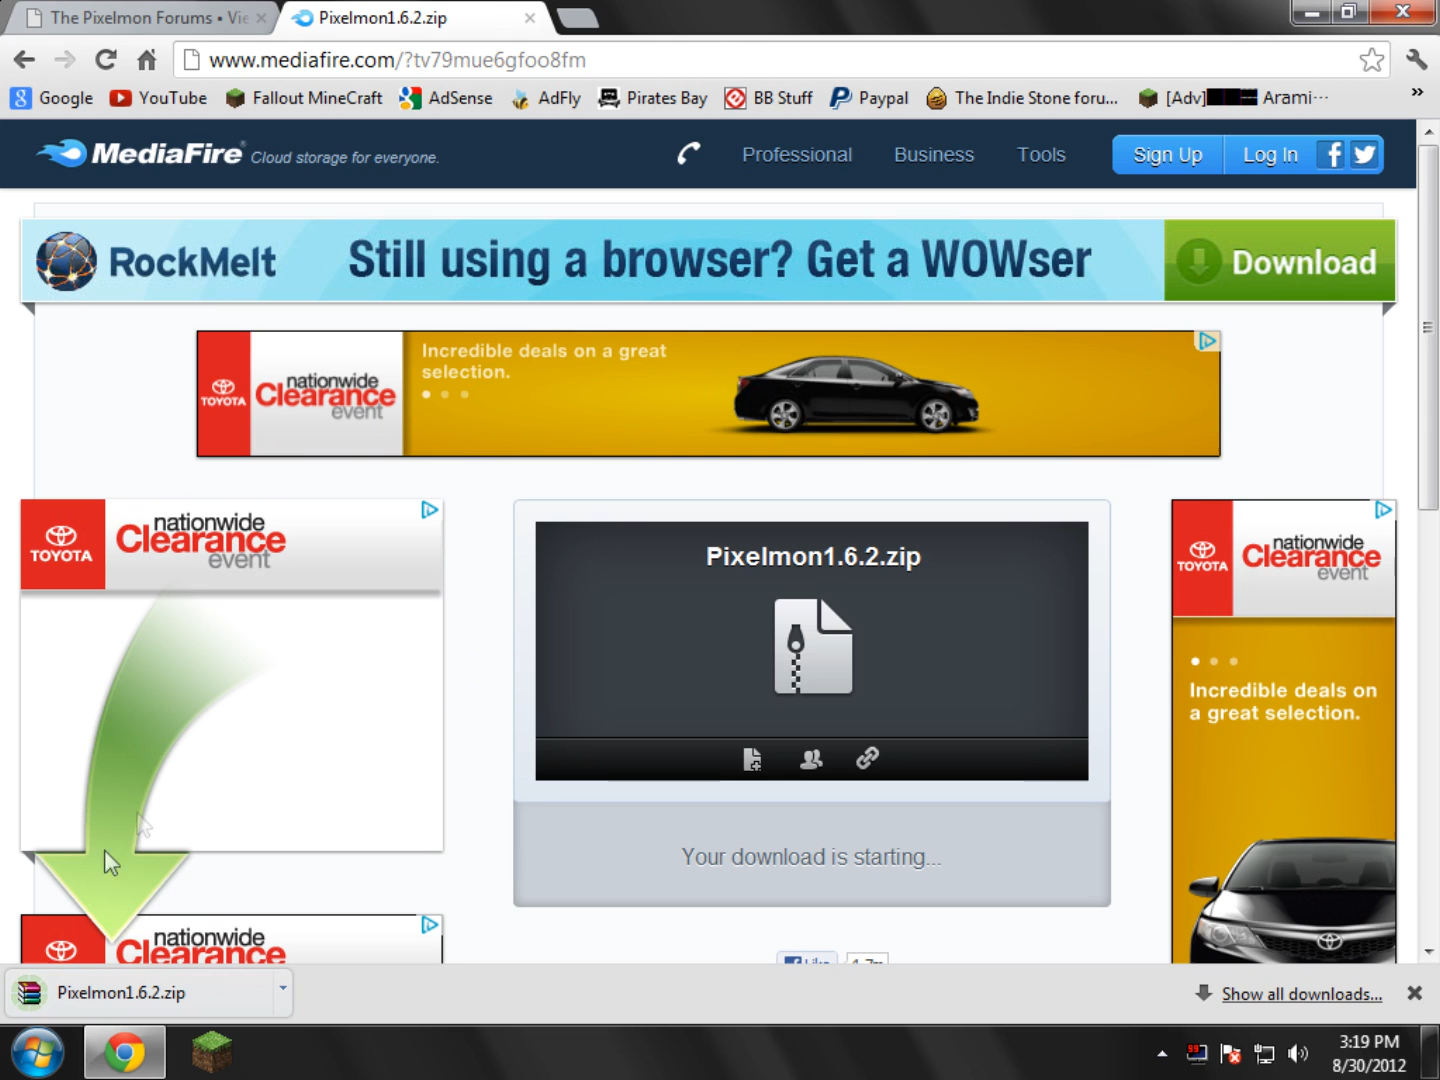 The Pixelmon Forums • Vie
Pixelmon1.6.2.zip
www.mediafire.com/?tv79mue6gfoo8fm
Google
YouTube
Fallout MineCraft
AdSense
AdFly
Pirates Bay
BB Stuff
Paypal
The Indie Stone foru...
[Adv]
Arami...
»
MediaFire Cloud storage for everyone.
Professional
Business
Tools
Sign Up
Log In
RockMelt
Still using a browser? Get a WOWser
Download
TOYOTA
nationwide
Clearance
event
Incredible deals on a great
selection.
TOYOTA
nationwide
Clearance
event
Pixelmon1.6.2.zip
Your download is starting...
TOYOTA
nationwide
Clearance
event
Incredible deals on
a great selection.
nationwide
Clearance
Like
Pixelmon1.6.2.zip
Show all downloads...
3:19 PM
8/30/2012